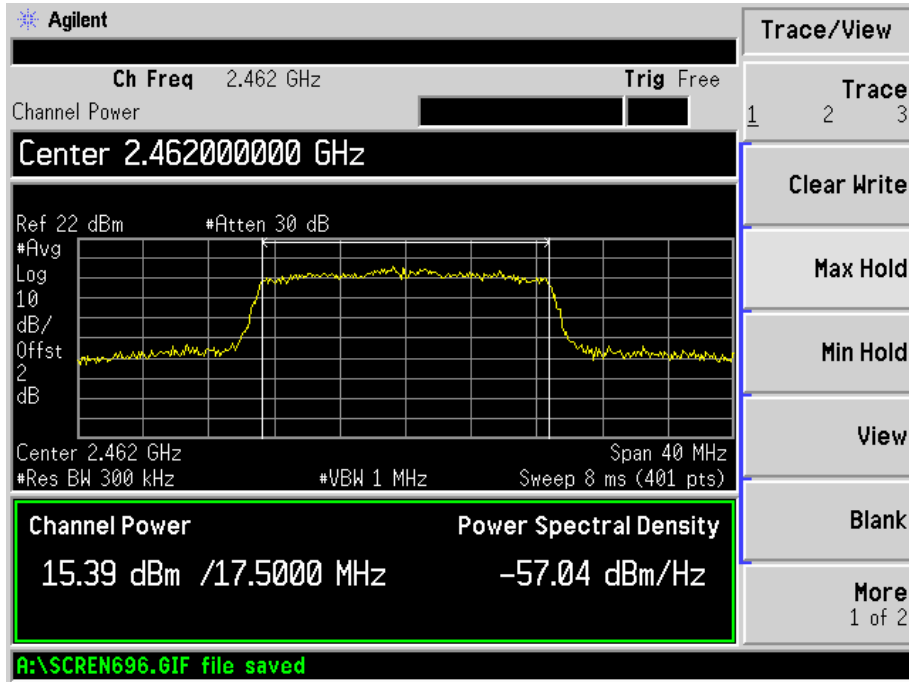 Agilent
Trace/View
Ch Freq 2.462 GHz Trig Free
Channel Power
Trace
1 2 3
Center 2.462000000 GHz
Clear Write
Ref 22 dBm #Atten 30 dB
#Avg
Log
10
dB/
Offst
2
dB
Max Hold
Min Hold
View
Center 2.462 GHz Span 40 MHz
#Res BW 300 kHz #VBW 1 MHz Sweep 8 ms (401 pts)
Channel Power Power Spectral Density
15.39 dBm /17.5000 MHz -57.04 dBm/Hz
Blank
More
1 of 2
A:\SCREN696.GIF file saved